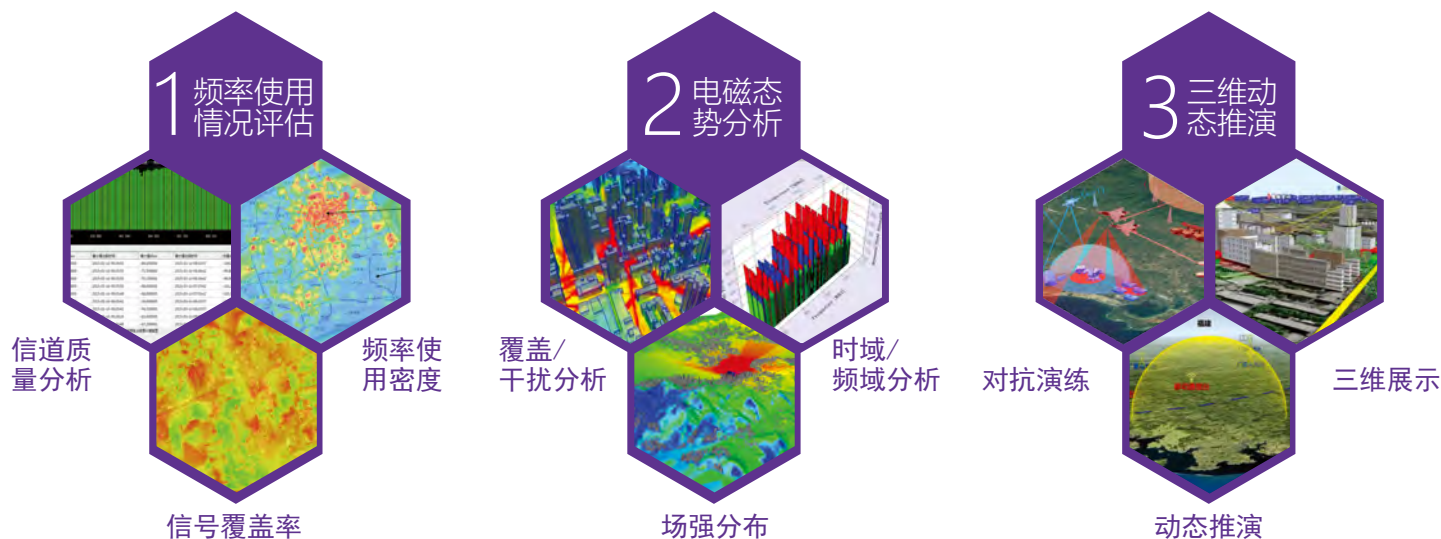 1
频率使用
情况评估
信道质
量分析
频率使
用密度
信号覆盖率
2
电磁态
势分析
覆盖/
干扰分析
时域/
频域分析
场强分布
3
三维动
态推演
对抗演练
三维展示
福建
动态推演